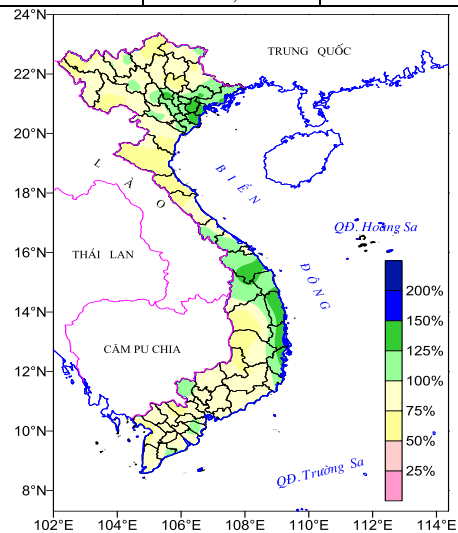 24°N
TRUNG QUỐC
22°N
20°N
LÀO
BIỂN
18°N
QĐ. Hoàng Sa
16°N
THÁI LAN
ĐÔNG
200%
14°N
150%
CĂM PU CHIA
125%
12°N
100%
75%
10°N
50%
QĐ. Trường Sa
25%
8°N
102°E 104°E 106°E 108°E 110°E 112°E 114°E